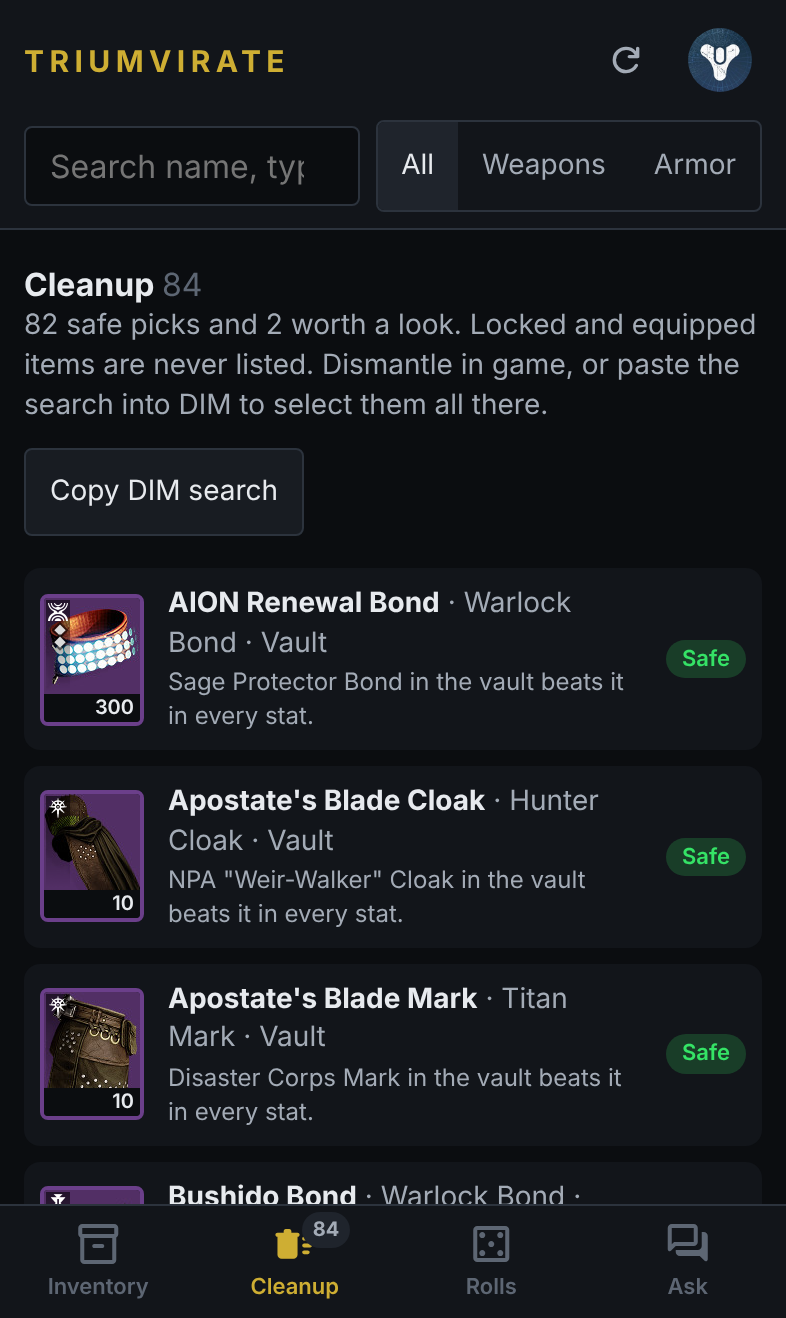 TRIUMVIRATE
Search name, typ
All
Weapons
Armor
Cleanup 84
82 safe picks and 2 worth a look. Locked and equipped
items are never listed. Dismantle in game, or paste the
search into DIM to select them all there.
Copy DIM search
AION Renewal Bond · Warlock
Bond · Vault
Sage Protector Bond in the vault beats it
in every stat.
300
Safe
Apostate's Blade Cloak · Hunter
Cloak · Vault
NPA "Weir-Walker" Cloak in the vault
beats it in every stat.
10
Safe
Apostate's Blade Mark · Titan
Mark · Vault
Disaster Corps Mark in the vault beats it
in every stat.
10
Safe
Bushido Bond · Warlock Bond ·
84
Inventory
Cleanup
Rolls
Ask